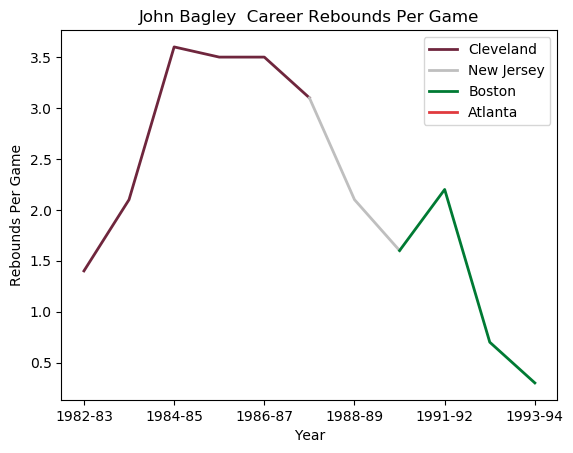 John Bagley  Career Rebounds Per Game
Cleveland
New Jersey
Boston
Atlanta
Rebounds Per Game
3.5
3.0
2.5
2.0
1.5
1.0
0.5
1982-83 1984-85 1986-87 1988-89 1991-92 1993-94
Year